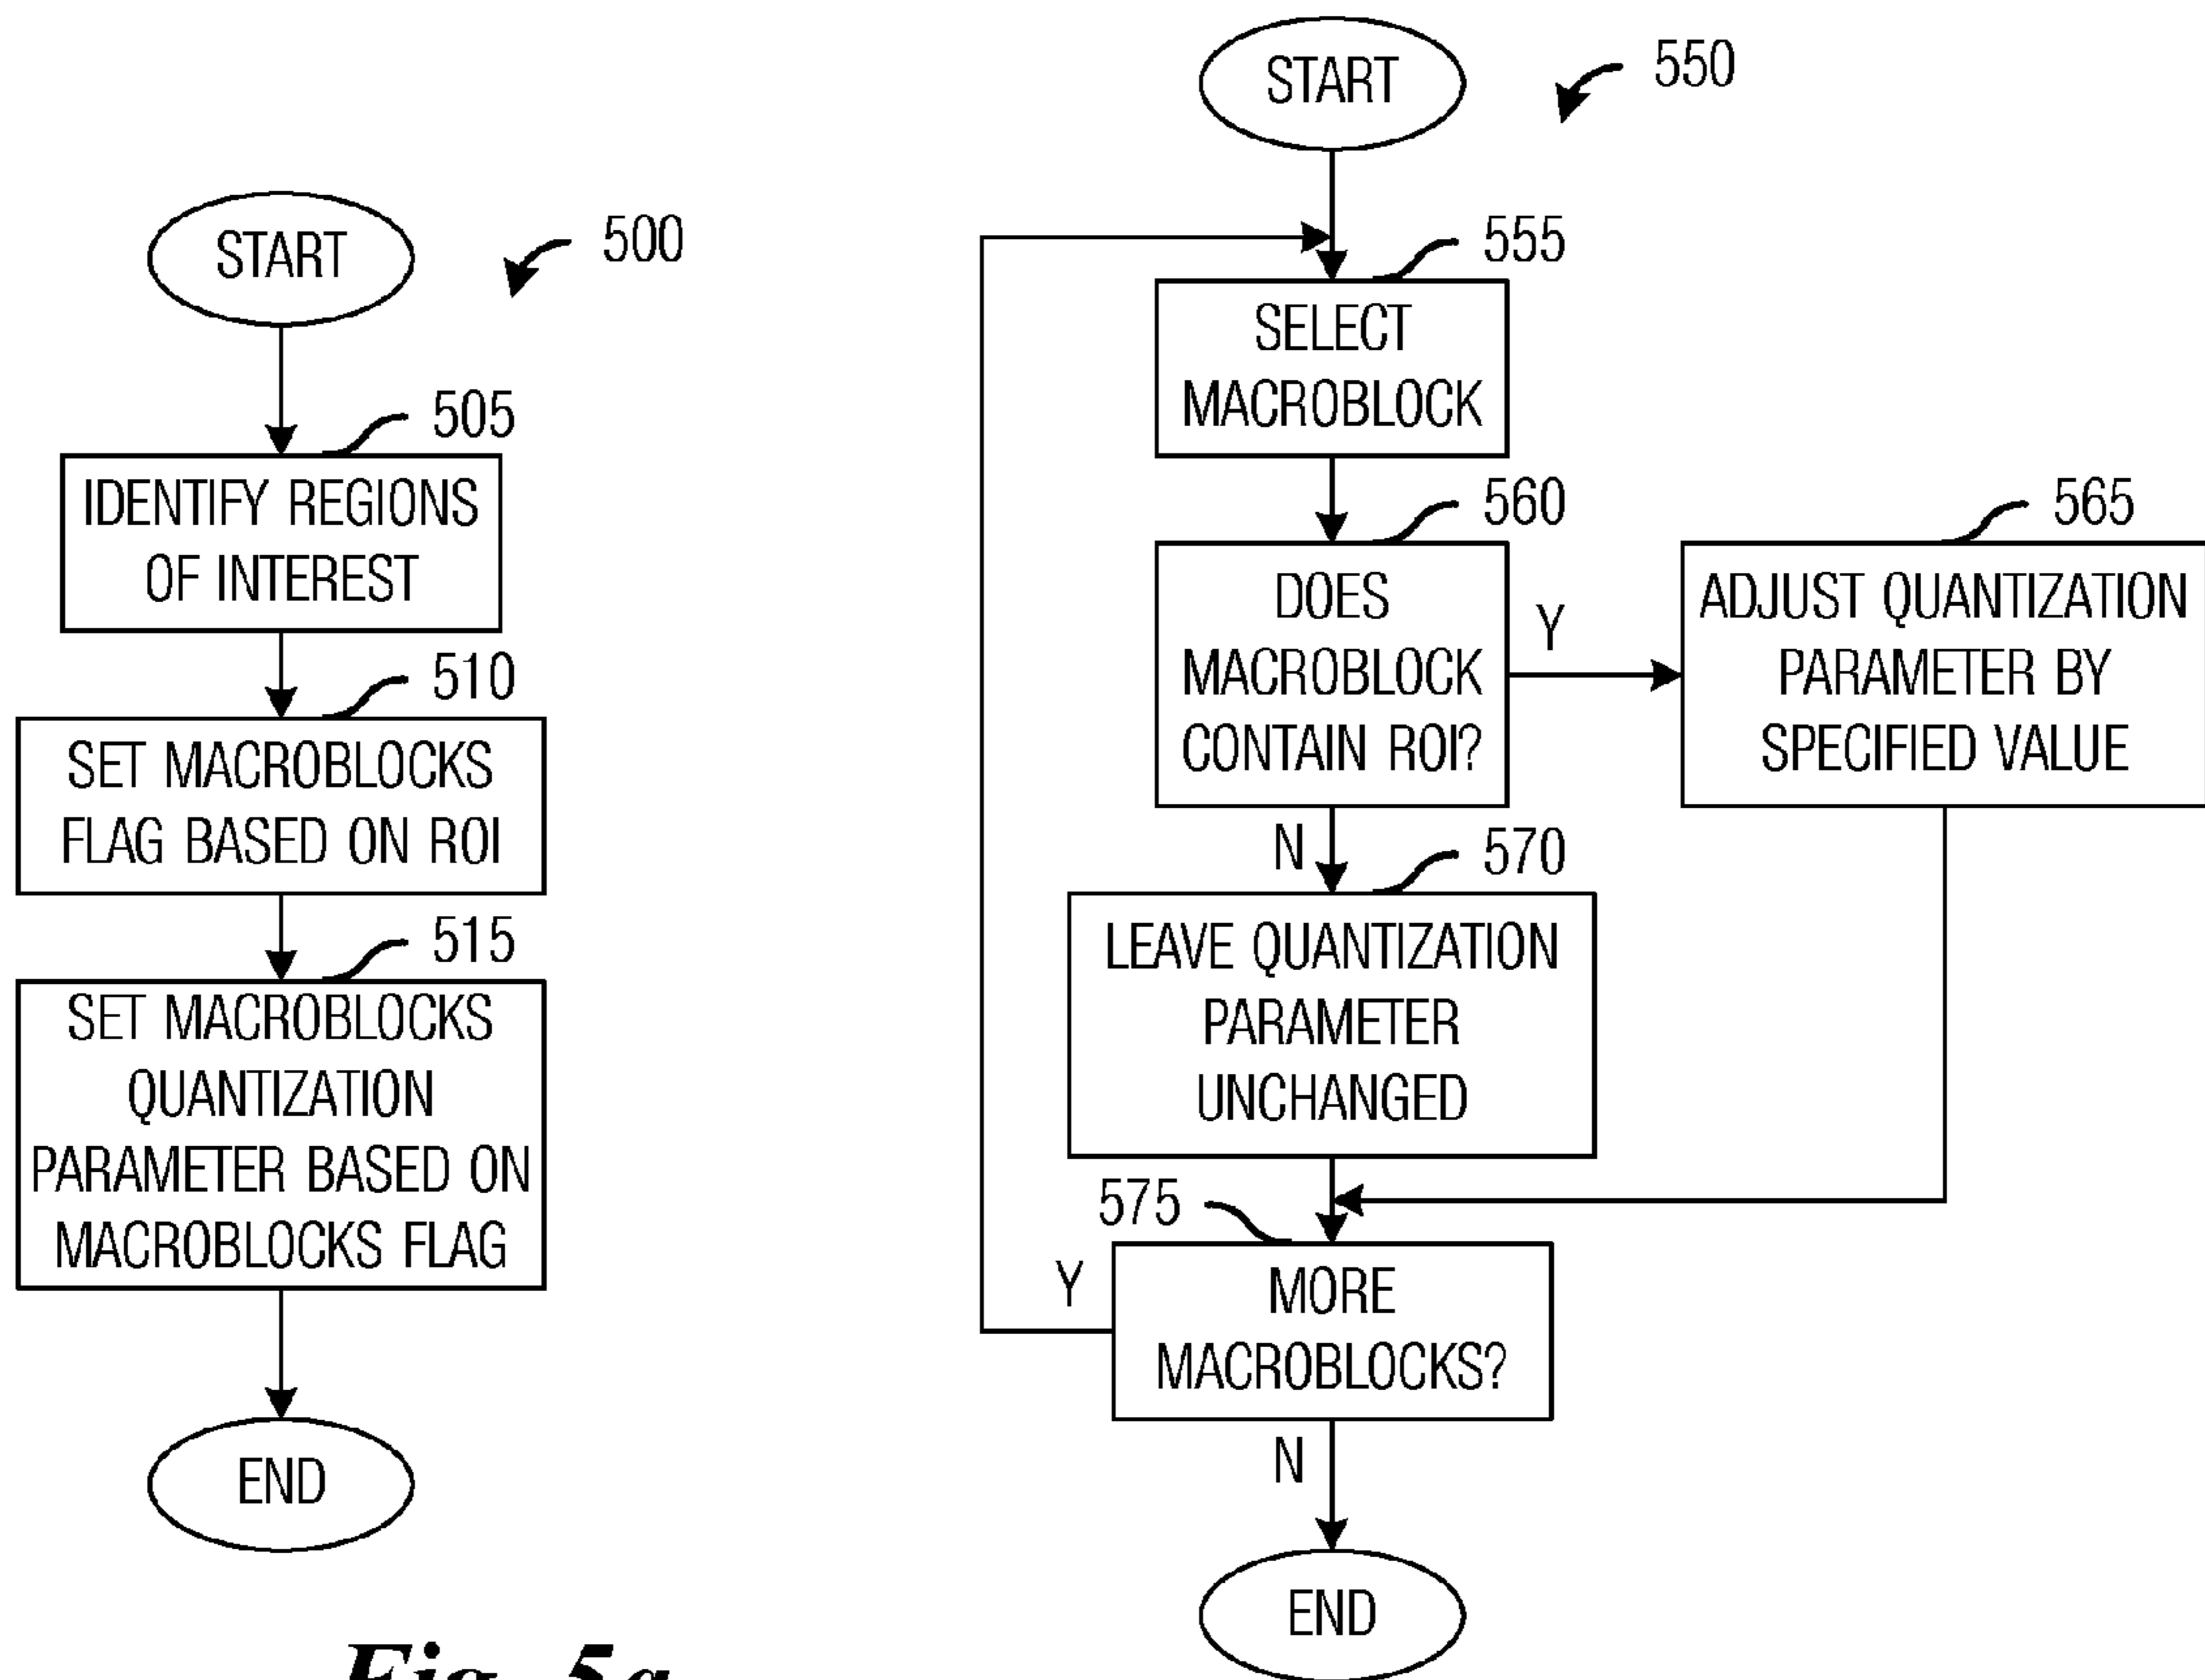 START
500
505
IDENTIFY REGIONS
OF INTEREST
510
SET MACROBLOCKS
FLAG BASED ON ROI
515
SET MACROBLOCKS
QUANTIZATION
PARAMETER BASED ON
MACROBLOCKS FLAG
END
Fig. 5a
START
550
555
SELECT
MACROBLOCK
560
DOES
MACROBLOCK
CONTAIN ROI?
Y
565
ADJUST QUANTIZATION
PARAMETER BY
SPECIFIED VALUE
N
570
LEAVE QUANTIZATION
PARAMETER
UNCHANGED
575
MORE
MACROBLOCKS?
Y
N
END